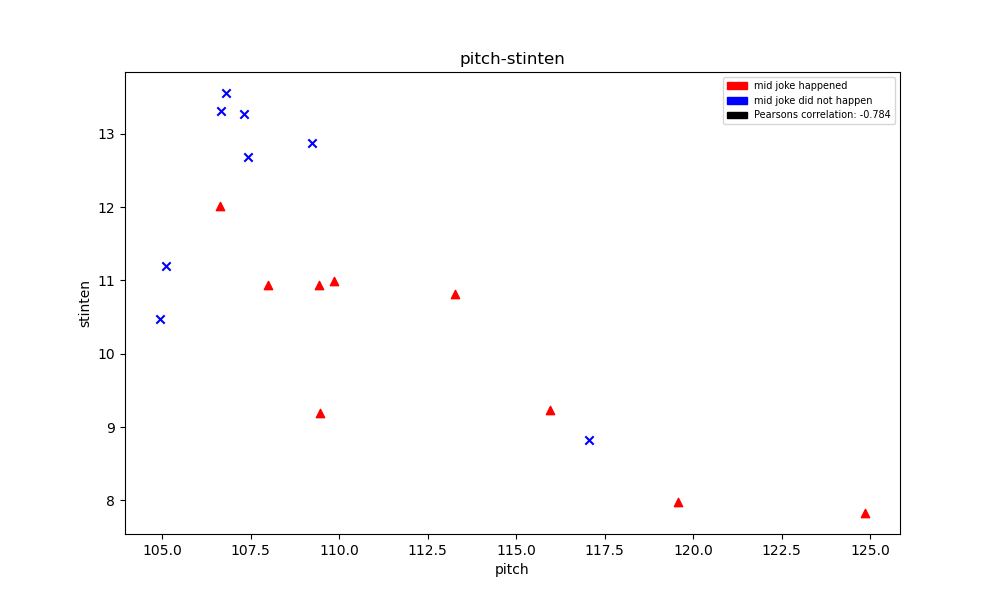 pitch-stinten
mid joke happened
mid joke did not happen
Pearsons correlation: -0.784
13
12
11
10
9
8
stinten
105.0 107.5 110.0 112.5 115.0 117.5 120.0 122.5 125.0
pitch